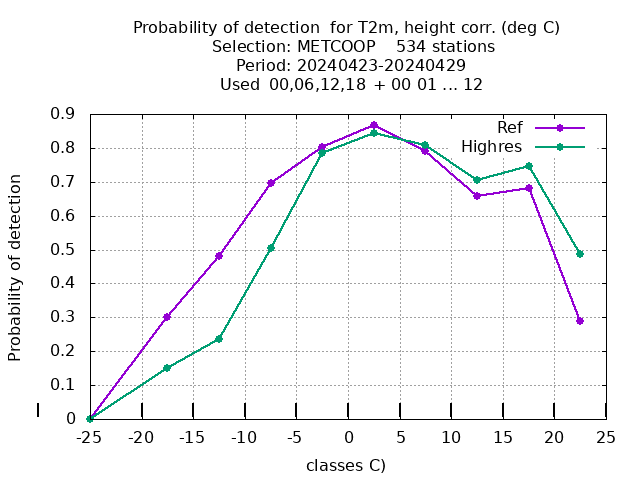 Probability of detection  for T2m, height corr. (deg C)
Selection: METCOOP    534 stations
Period: 20240423-20240429
Used 00,06,12,18 + 00 01 ... 12
Ref
Highres
Probability of detection
0.9
0.8
0.7
0.6
0.5
0.4
0.3
0.2
0.1
0
-25 -20 -15 -10 -5 0 5 10 15 20 25
classes C)